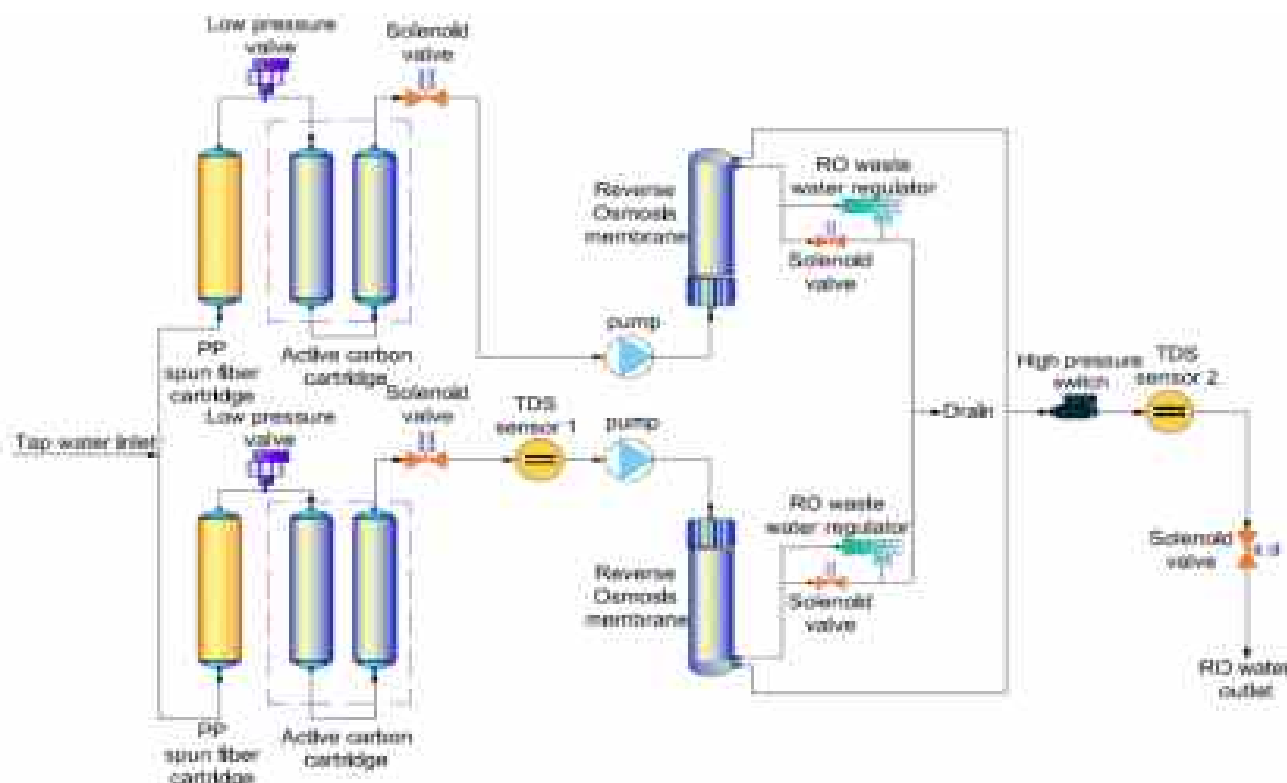 Low pressure
valve
Solenoid
valve
RO waste
water regulator
Reverse
Osmosis
membrane
Solenoid
valve
PP
spun fiber
cartridge
Active carbon
cartridge
pump
High pressure
switch
TDS
sensor 2
Low pressure
valve
Solenoid
valve
TDS
sensor 1
pump
Drain
Tap water inlet
RO waste
water regulator
Solenoid
valve
Reverse
Osmosis
membrane
Solenoid
valve
RO water
outlet
PP
spun fiber
cartridge
Active carbon
cartridge